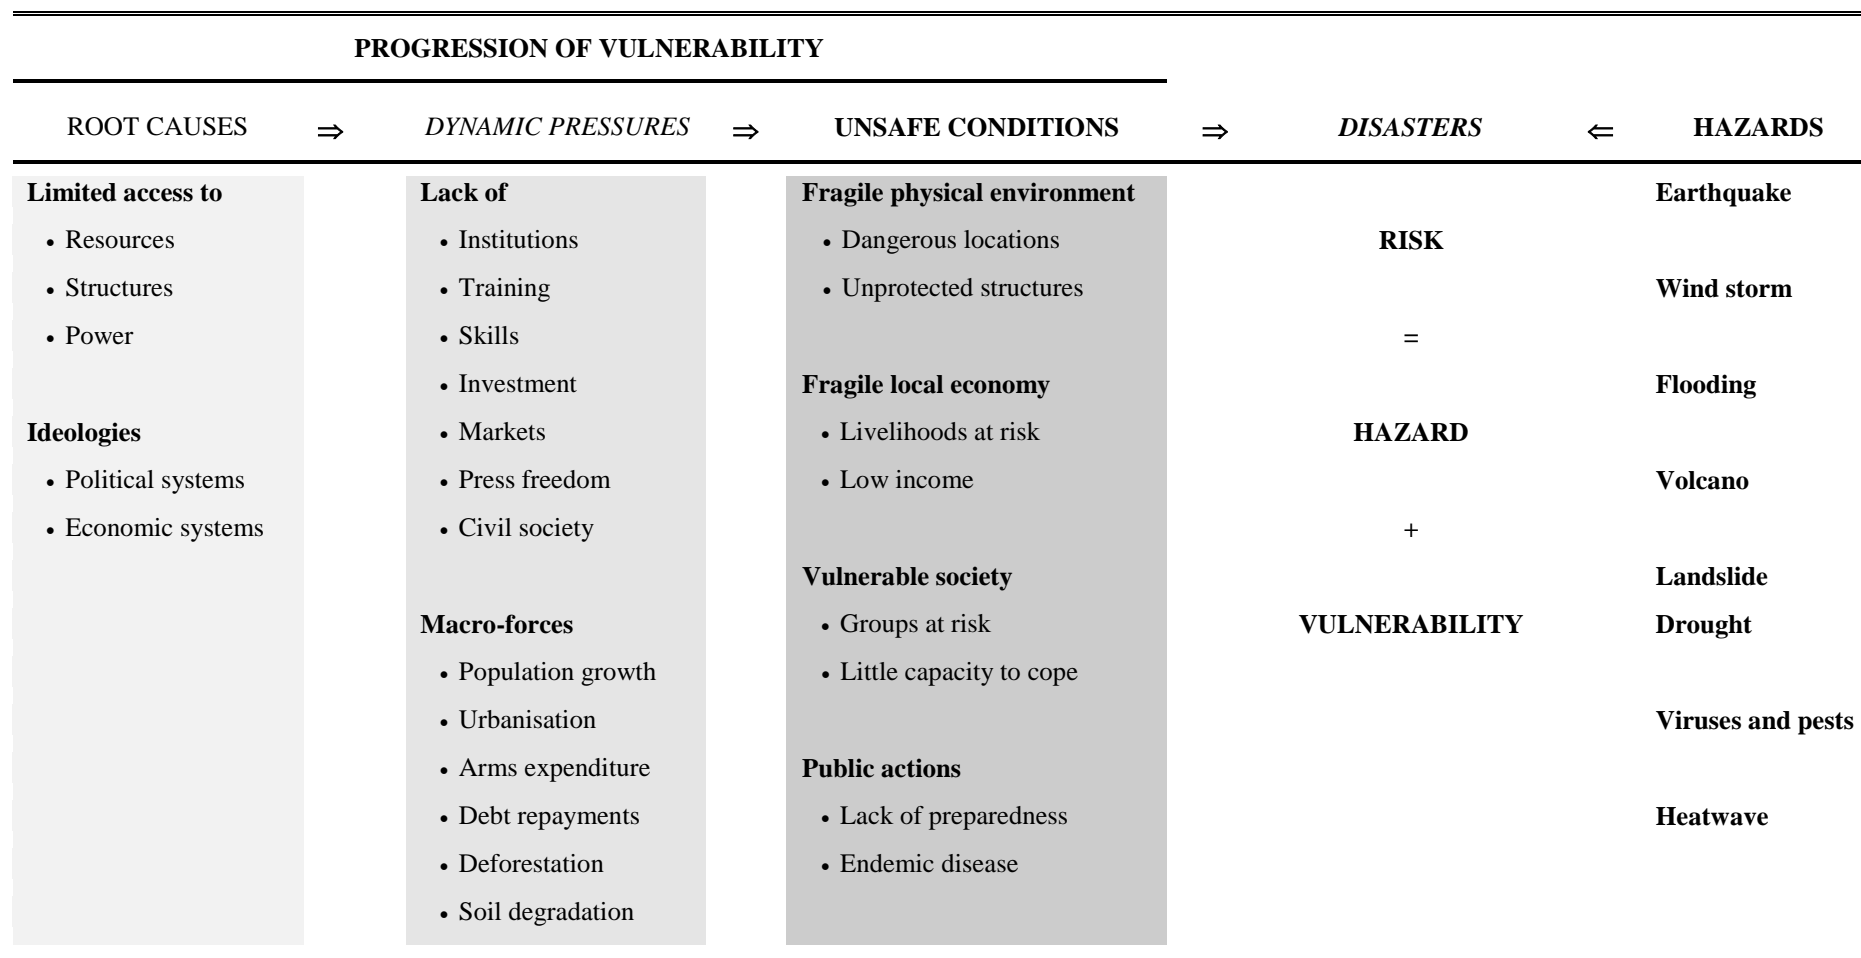 PROGRESSION OF VULNERABILITY
ROOT CAUSES ⇒ DYNAMIC PRESSURES ⇒ UNSAFE CONDITIONS ⇒ DISASTERS ⇐ HAZARDS
Limited access to
• Resources
• Structures
• Power
Ideologies
• Political systems
• Economic systems
Lack of
• Institutions
• Training
• Skills
• Investment
• Markets
• Press freedom
• Civil society
Macro-forces
• Population growth
• Urbanisation
• Arms expenditure
• Debt repayments
• Deforestation
• Soil degradation
Fragile physical environment
• Dangerous locations
• Unprotected structures
Fragile local economy
• Livelihoods at risk
• Low income
Vulnerable society
• Groups at risk
• Little capacity to cope
Public actions
• Lack of preparedness
• Endemic disease
RISK
=
HAZARD
+
VULNERABILITY
Earthquake
Wind storm
Flooding
Volcano
Landslide
Drought
Viruses and pests
Heatwave